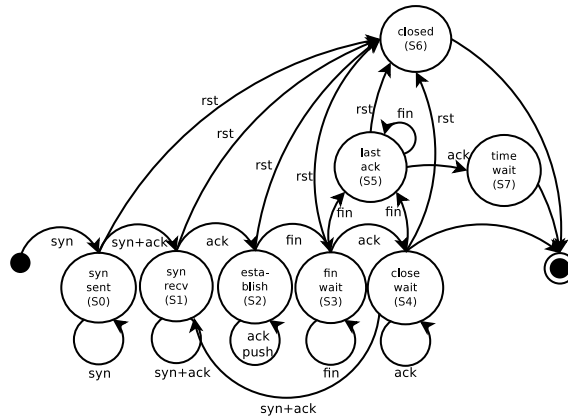 closed
(S6)
rst
rst
fin
rst
rst
rst
last
ack
(S5)
ack
time
wait
(S7)
rst
rst
fin
fin
syn
syn+ack
ack
fin
ack
syn
sent
(S0)
syn
recv
(S1)
esta-
blish
(S2)
fin
wait
(S3)
close
wait
(S4)
ack
push
syn
syn+ack
fin
ack
syn+ack